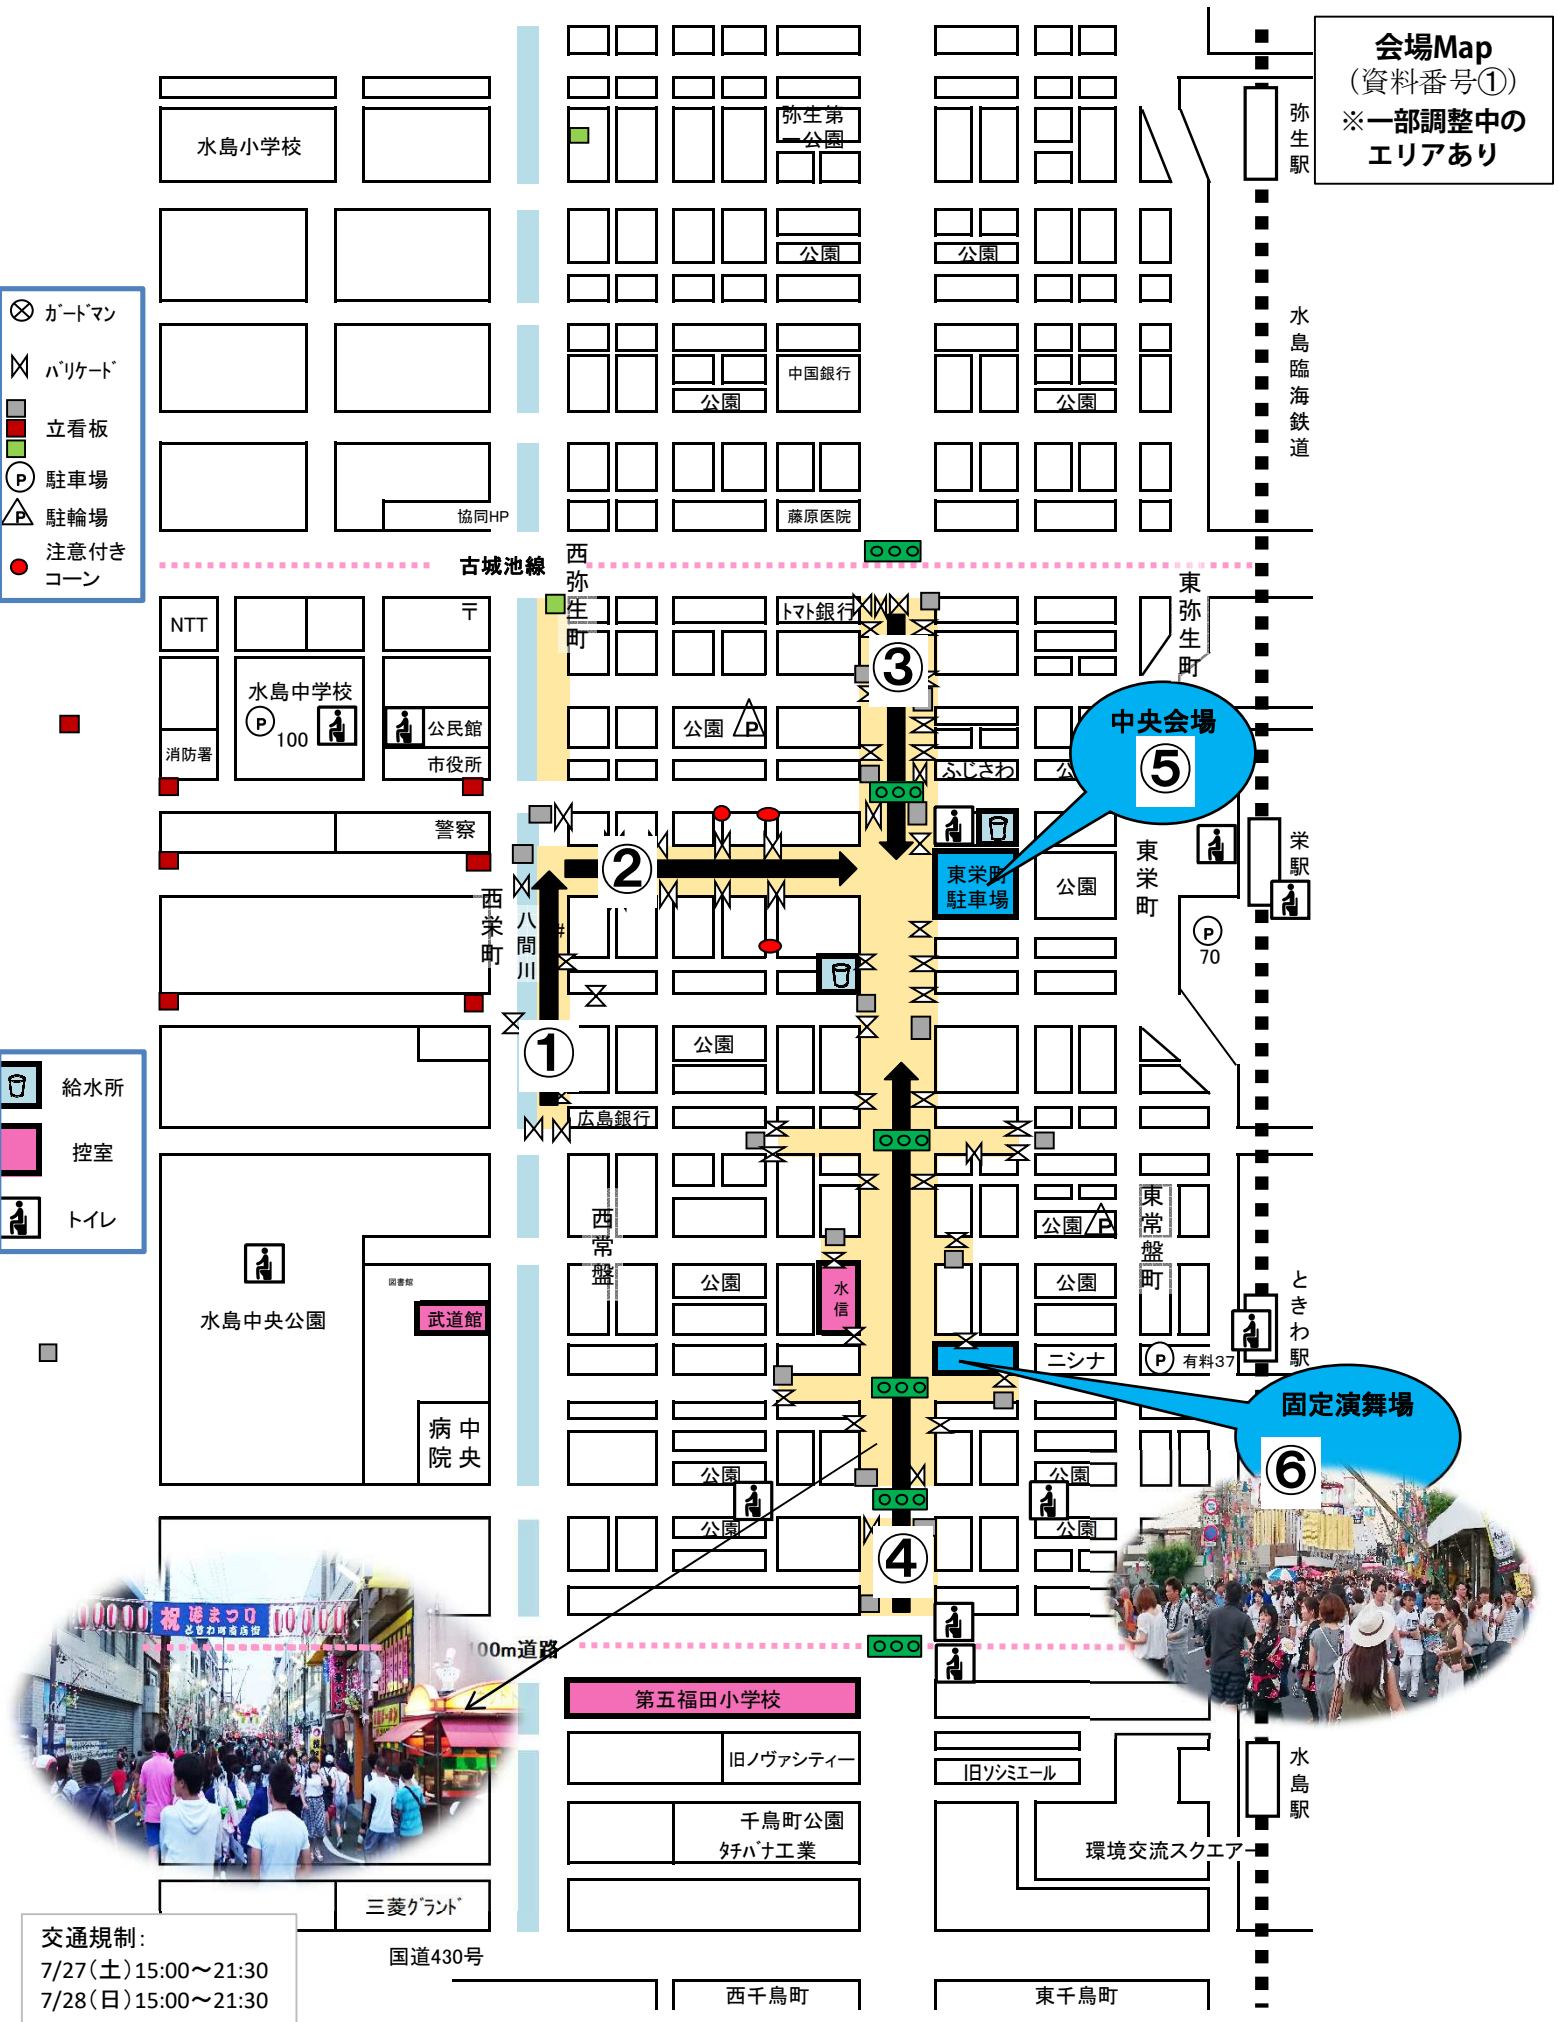 会場Map
（資料番号①）
※一部調整中の
エリアあり
弥生駅
水島小学校
弥生第
一公園
公園
公園
水島臨海鉄道
ｶﾞｰﾄﾞﾏﾝ
ﾊﾞﾘｹｰﾄﾞ
立看板
P 駐車場
P 駐輪場
注意付き
コーン
中国銀行
公園
公園
協同HP
藤原医院
古城池線
西弥生町
東弥生町
NTT
〒
ﾄﾏﾄ銀行
③
水島中学校
P
100
公民館
公園 P
消防署
市役所
ふじさわ
公
中央会場
⑤
警察
②
東栄町
駐車場
公園
東栄町
栄駅
西栄町
八間川
#
P
70
①
公園
給水所
控室
トイレ
広島銀行
西常盤
公園 P
東常盤町
水島中央公園
図書館
武道館
公園
水信
公園
ときわ駅
ニシナ
P 有料37
固定演舞場
⑥
中央
病院
公園
公園
公園
公園
④
祝 港まつり
ときわ町商店街
100m道路
第五福田小学校
旧ノヴァシティー
旧ｿｼﾐｴｰﾙ
水島駅
千鳥町公園
ﾀﾁﾊﾞﾅ工業
環境交流スクエアー
三菱ｸﾞﾗﾝﾄﾞ
交通規制：
7/27（土）15:00～21:30
7/28（日）15:00～21:30
国道430号
西千鳥町
東千鳥町